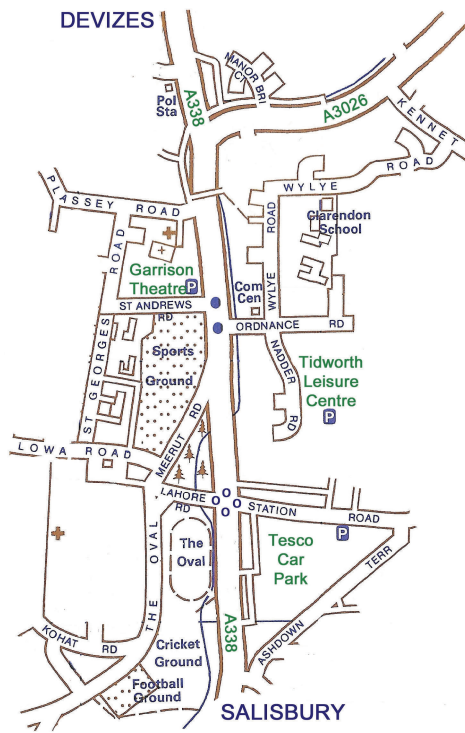 DEVIZES
MANOR BRI
CT
A338
A3026
Pol
Sta
KENNET
ROAD
WYLYE
PLASSEY ROAD
Clarendon
School
WYLYE ROAD
ST GEORGES ROAD
Garrison
Theatre
P
Com
Cen
ST ANDREWS
RD
ORDNANCE RD
NADDER RD
Sports
Ground
Tidworth
Leisure
Centre
P
MEERUT RD
LOWA ROAD
LAHORE
RD
STATION ROAD
P
THE OVAL
The
Oval
Tesco
Car
Park
ASHDOWN TERR
A338
KOHAT RD
Cricket
Ground
Football
Ground
SALISBURY